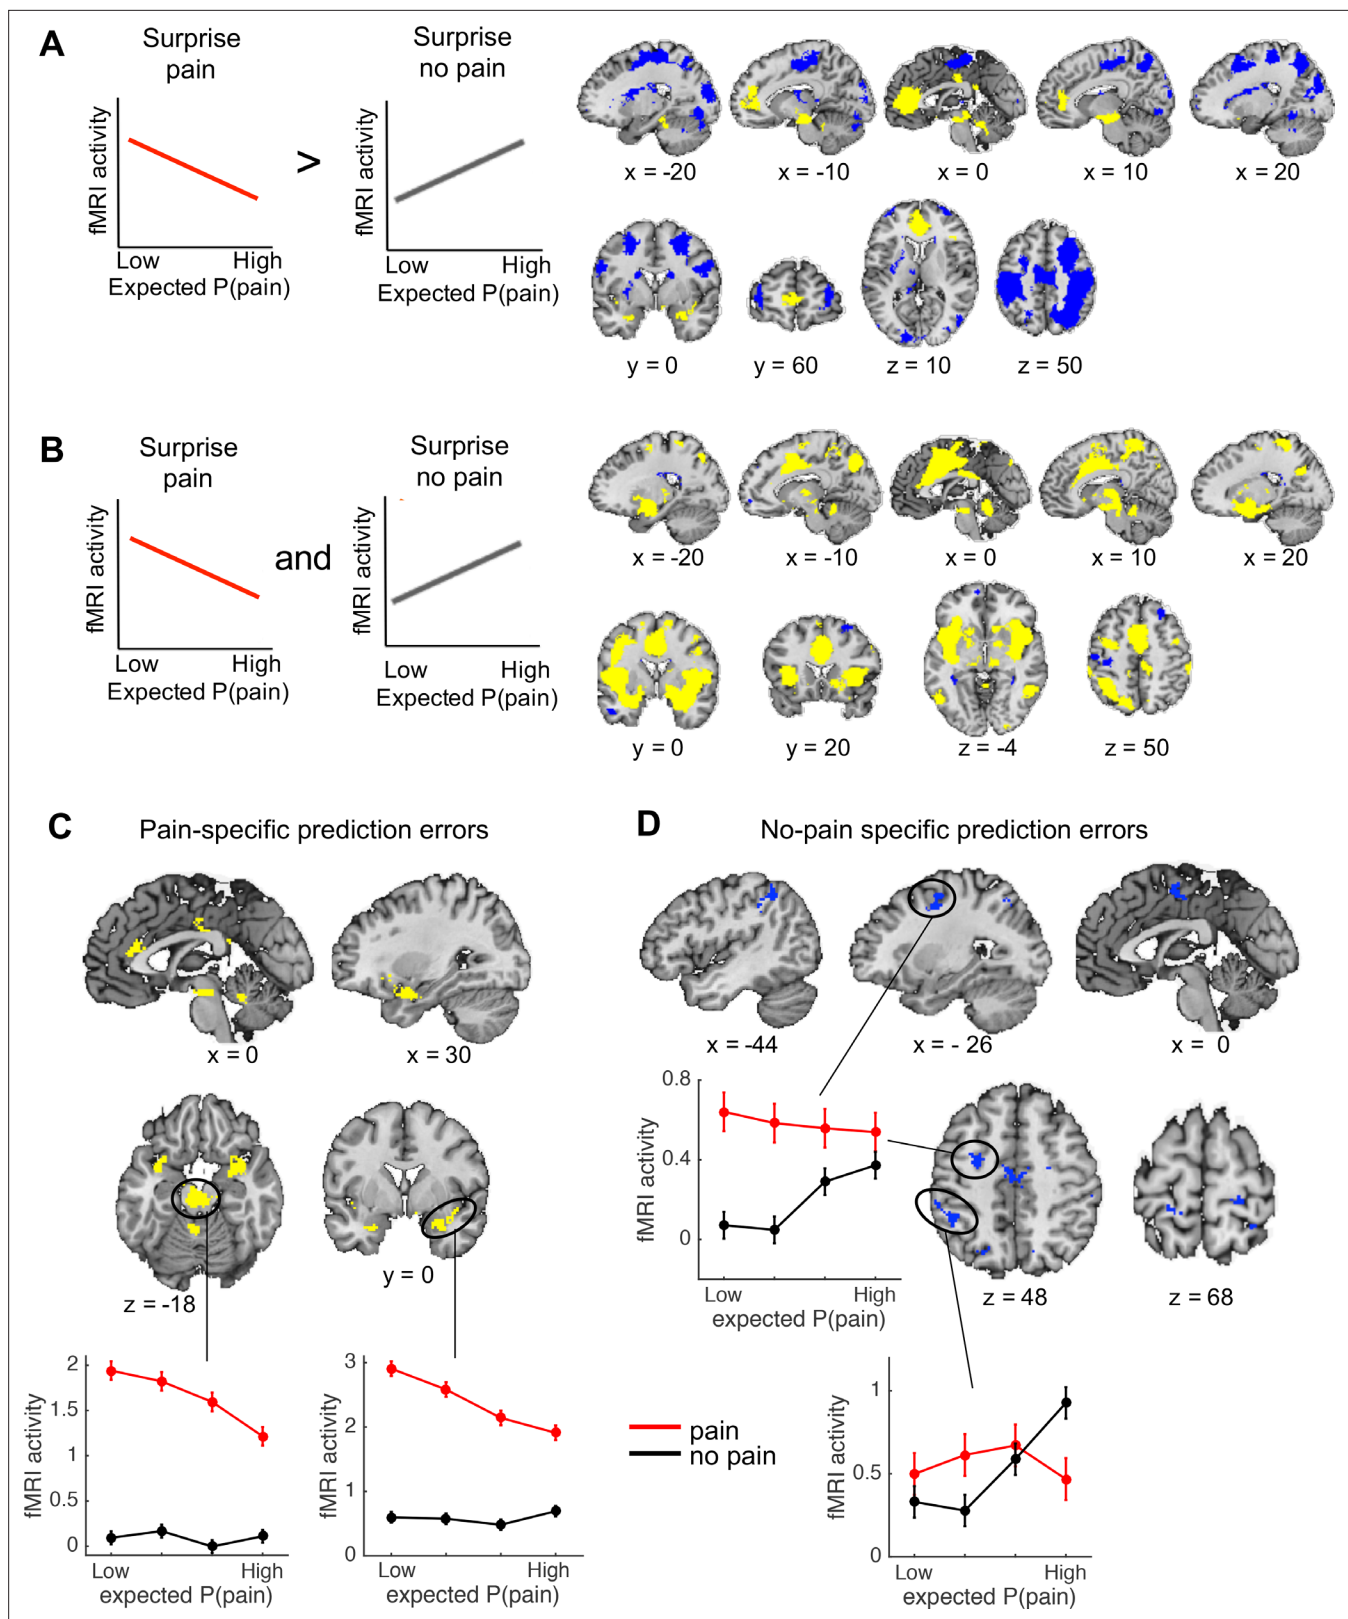 A
Surprise
pain
Surprise
no pain
fMRI activity
>
fMRI activity
Low
High
Expected P(pain)
Low
High
Expected P(pain)
x = -20
x = -10
x = 0
x = 10
x = 20
y = 0
y = 60
z = 10
z = 50
B
Surprise
pain
Surprise
no pain
fMRI activity
and
fMRI activity
Low
High
Expected P(pain)
Low
High
Expected P(pain)
x = -20
x = -10
x = 0
x = 10
x = 20
y = 0
y = 20
z = -4
z = 50
C
Pain-specific prediction errors
x = 0
x = 30
z = -18
y = 0
2
1.5
1
0.5
0
fMRI activity
Low
High
expected P(pain)
3
2
1
0
fMRI activity
Low
High
expected P(pain)
D
No-pain specific prediction errors
x = -44
x = - 26
x = 0
0.8
0.4
0
fMRI activity
Low
High
expected P(pain)
z = 48
z = 68
pain
no pain
1
0.5
0
fMRI activity
Low
High
expected P(pain)